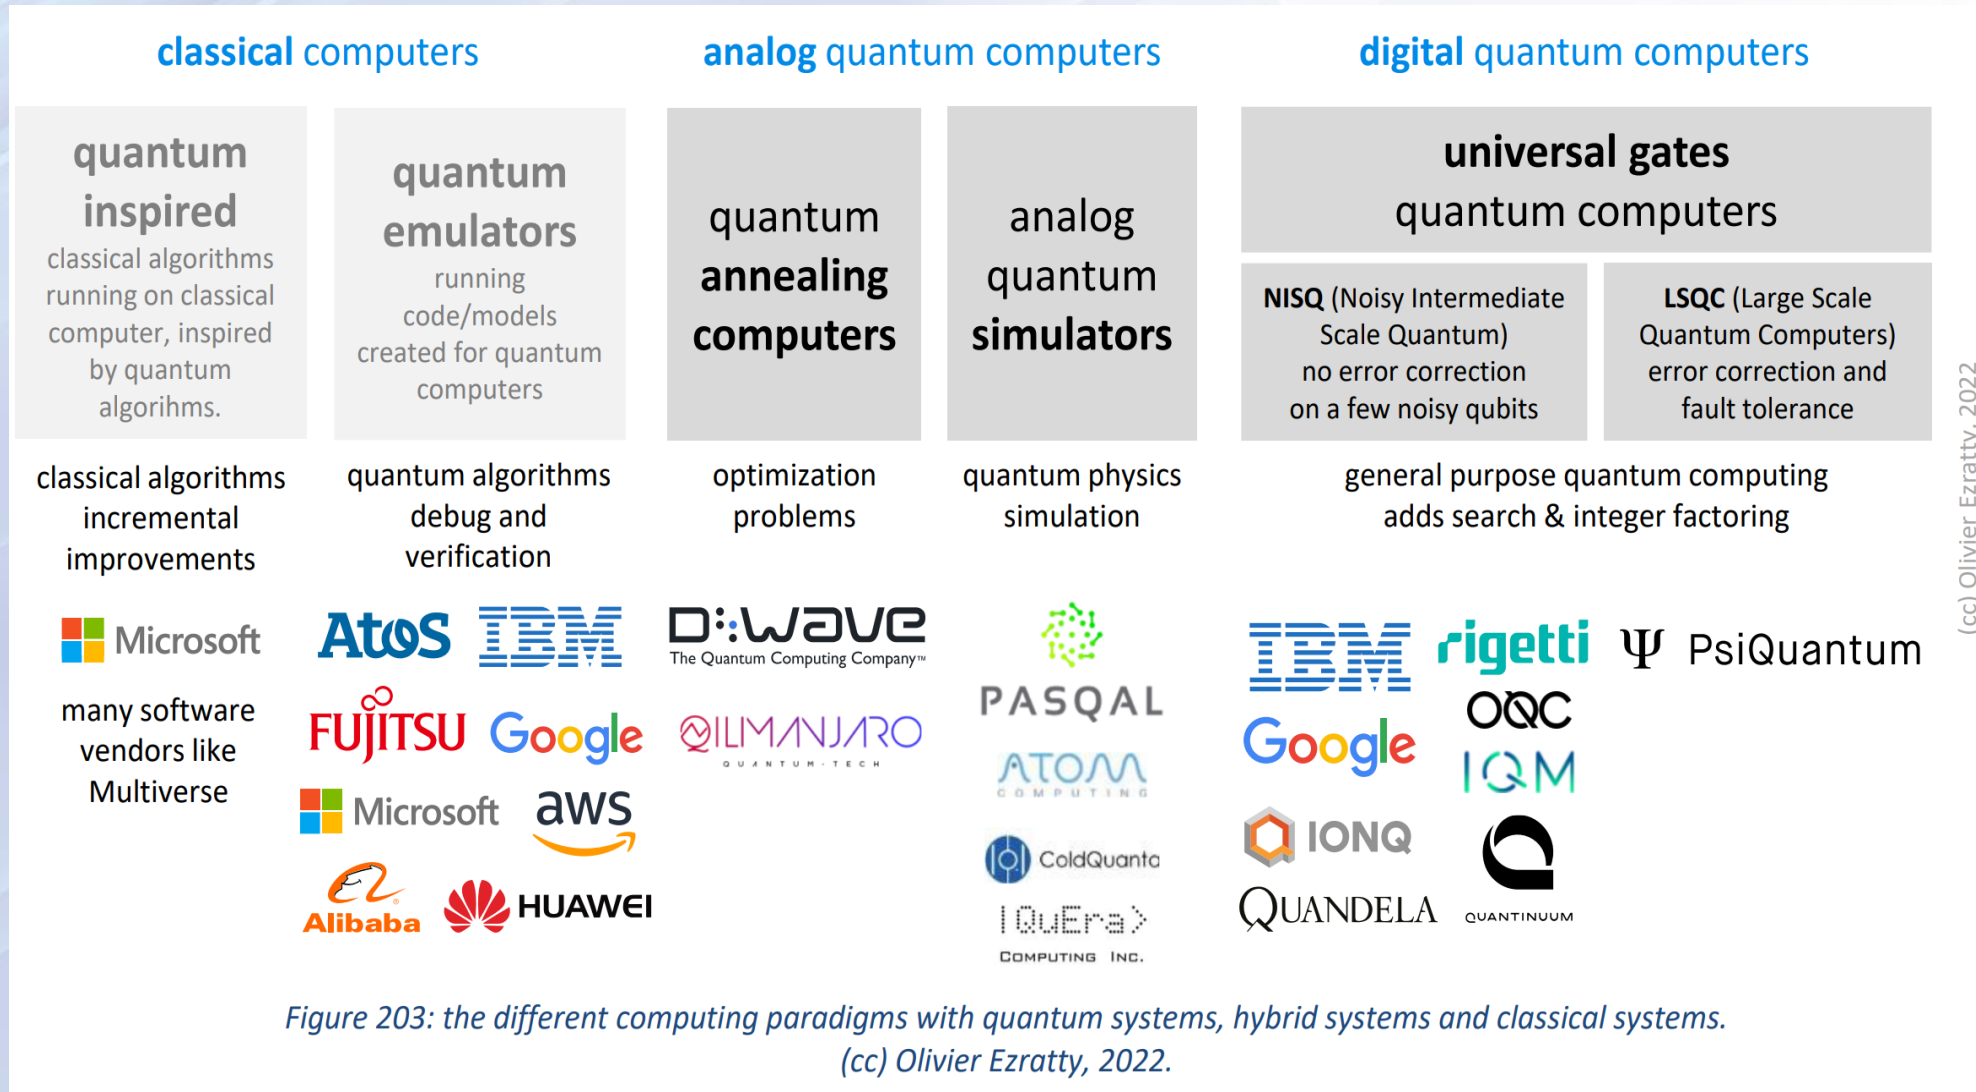 classical computers
analog quantum computers
digital quantum computers
quantum
inspired
classical algorithms
running on classical
computer, inspired
by quantum
algorihms.
quantum
emulators
running
code/models
created for quantum
computers
quantum
annealing
computers
analog
quantum
simulators
universal gates
quantum computers
NISQ (Noisy Intermediate
Scale Quantum)
no error correction
on a few noisy qubits
LSQC (Large Scale
Quantum Computers)
error correction and
fault tolerance
classical algorithms
incremental
improvements
quantum algorithms
debug and
verification
optimization
problems
quantum physics
simulation
general purpose quantum computing
adds search & integer factoring
Microsoft
many software
vendors like
Multiverse
Atos
IBM
FUJITSU
Google
Microsoft
aws
Alibaba
HUAWEI
D:Wave
The Quantum Computing Company™
QILIMANJARO
QUANTUM·TECH
PASQAL
ATOM
COMPUTING
ColdQuanta
|QuEra>
COMPUTING INC.
IBM
rigetti
Ψ PsiQuantum
OQC
Google
IQM
IONQ
QUANDELA
QUANTINUUM
(cc) Olivier Ezratty, 2022
Figure 203: the different computing paradigms with quantum systems, hybrid systems and classical systems.
(cc) Olivier Ezratty, 2022.